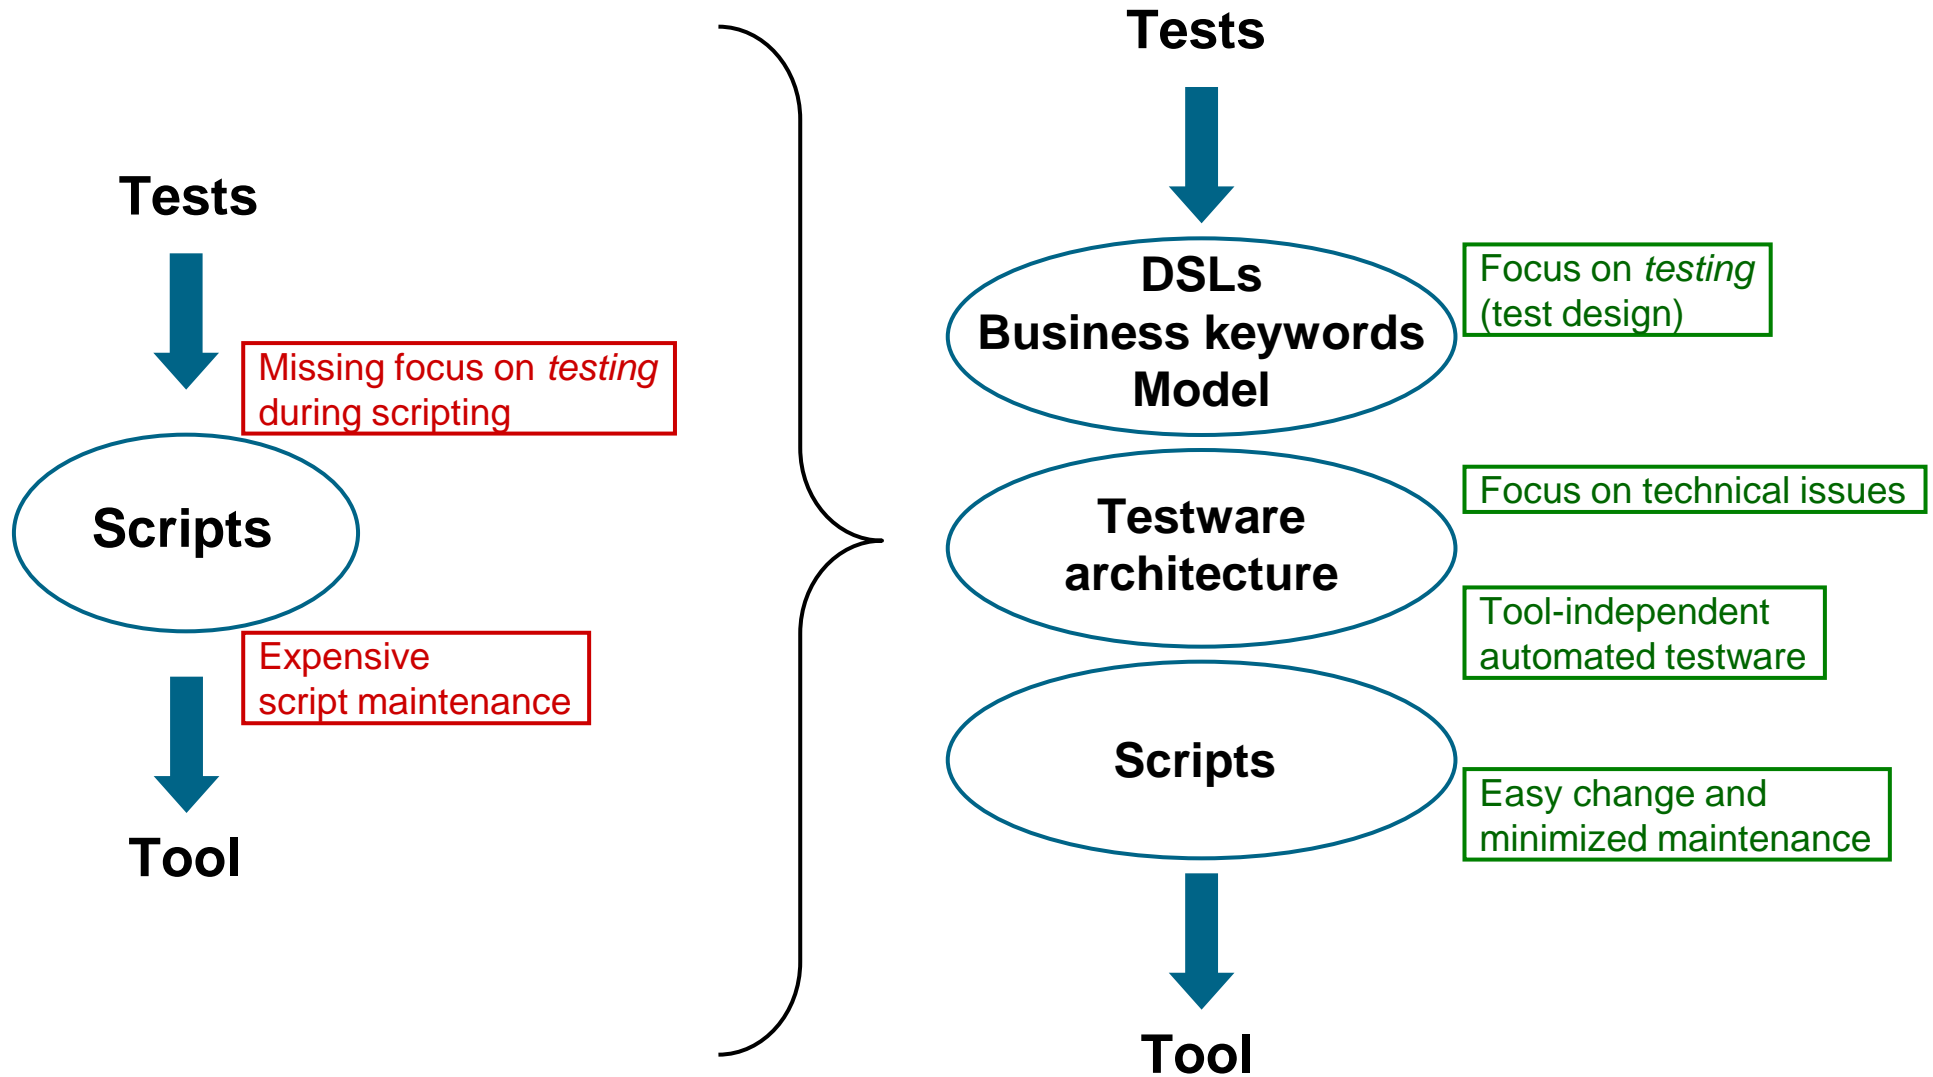 Tests
Missing focus on testing
during scripting
Scripts
Expensive
script maintenance
Tool
Tests
DSLs
Business keywords
Model
Focus on testing
(test design)
Testware
architecture
Focus on technical issues
Tool-independent
automated testware
Scripts
Easy change and
minimized maintenance
Tool